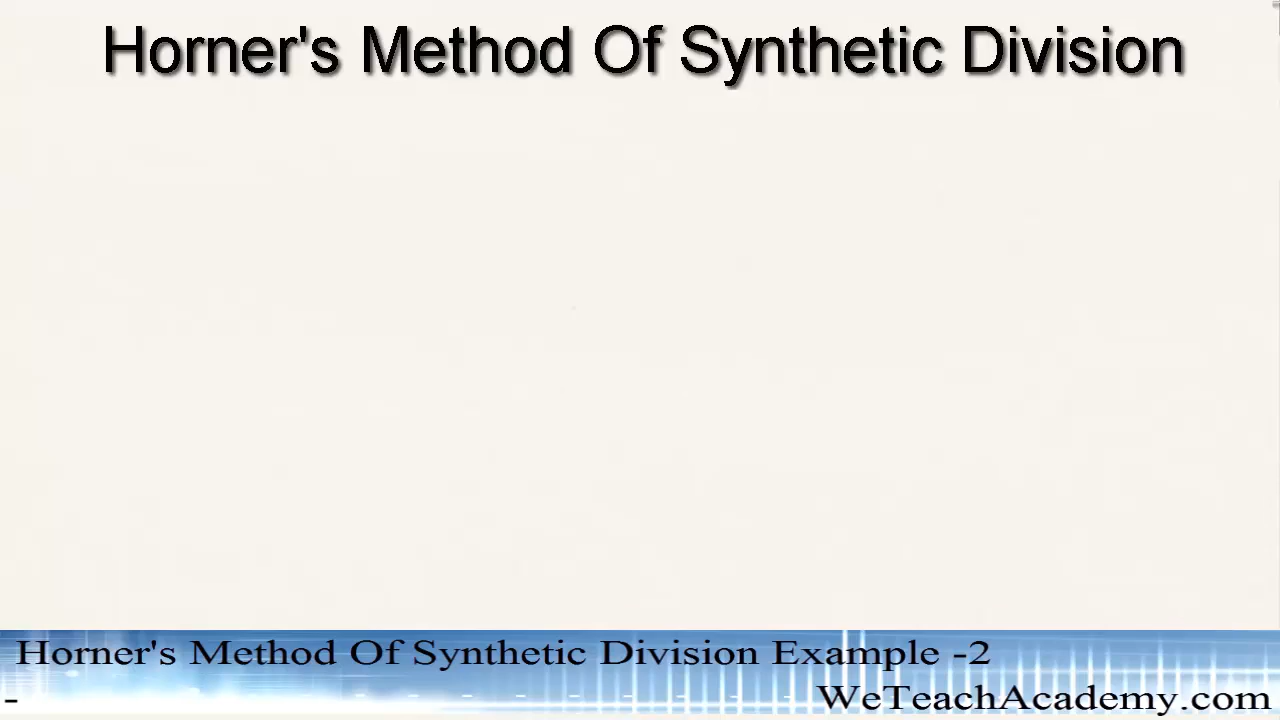 Horner's Method Of Synthetic Division
Horner's Method Of Synthetic Division Example -2
-
WeTeachAcademy.com